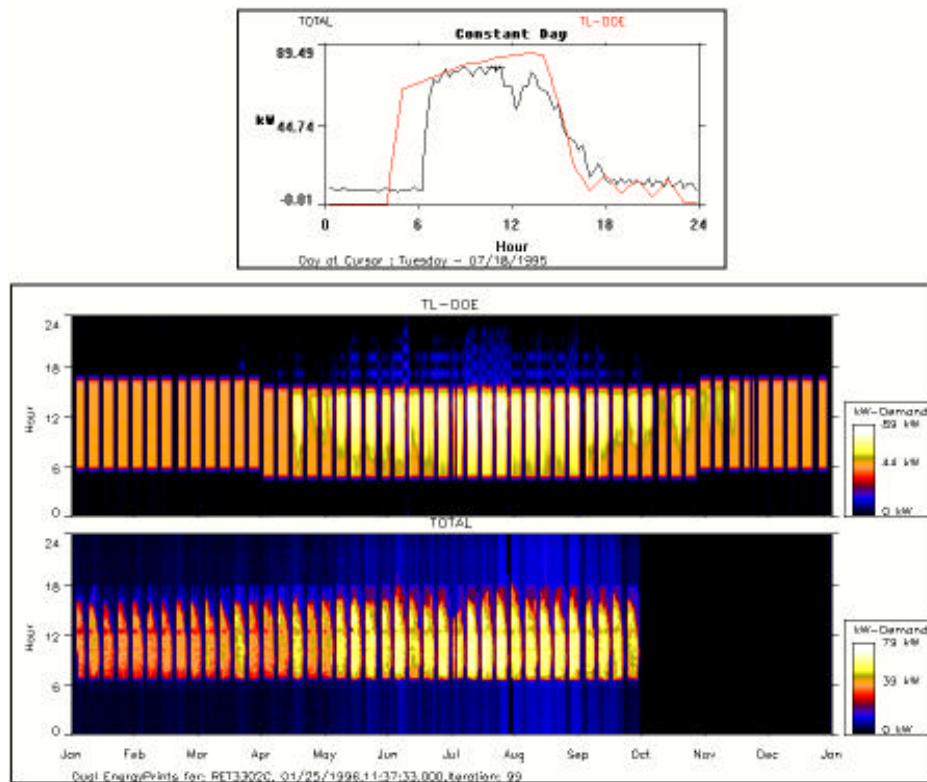 TOTAL TL-DOE
Constant Day
89.49
kW 44.74
-0.01
0 6 12 18 24
Hour
Day at Cursor : Tuesday - 07/18/1995
TL-DOE
24
18
Hour
12
6
0
kW-Demand
59 kW
44 kW
0 kW
TOTAL
24
18
Hour
12
6
0
kW-Demand
79 kW
39 kW
0 kW
Jan Feb Mar Apr May Jun Jul Aug Sep Oct Nov Dec Jan
Dual EnergyPrints for: RET3302C, 01/25/1996,11:37:33.000,Iteration: 99